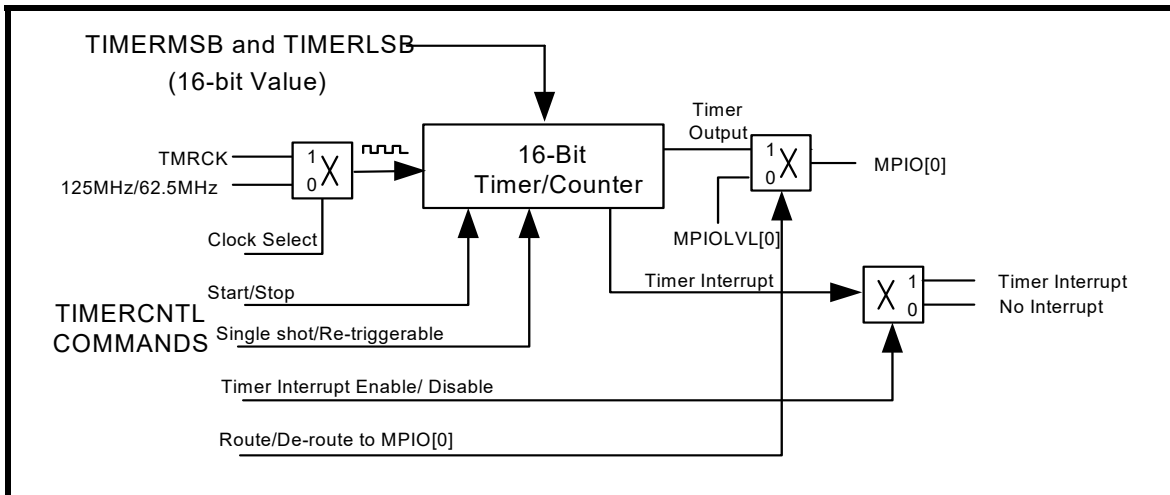 TIMERMSB and TIMERLSB
(16-bit Value)
Timer
Output
TMRCK
125MHz/62.5MHz
1
0
X
16-Bit
Timer/Counter
1
0
X
MPIO[0]
Clock Select
MPIOLVL[0]
Timer Interrupt
X
1
0
Timer Interrupt
No Interrupt
Start/Stop
TIMERCNTL
COMMANDS
Single shot/Re-triggerable
Timer Interrupt Enable/ Disable
Route/De-route to MPIO[0]